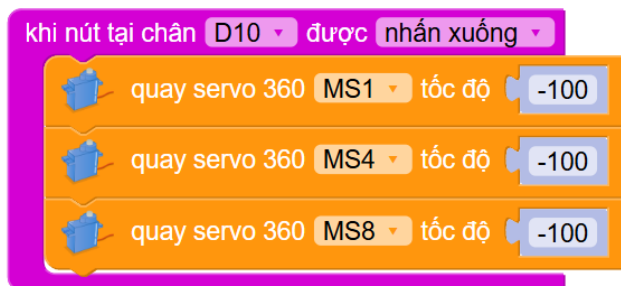 khi nút tại chân D10 được nhấn xuống
quay servo 360 MS1 tốc độ -100
quay servo 360 MS4 tốc độ -100
quay servo 360 MS8 tốc độ -100